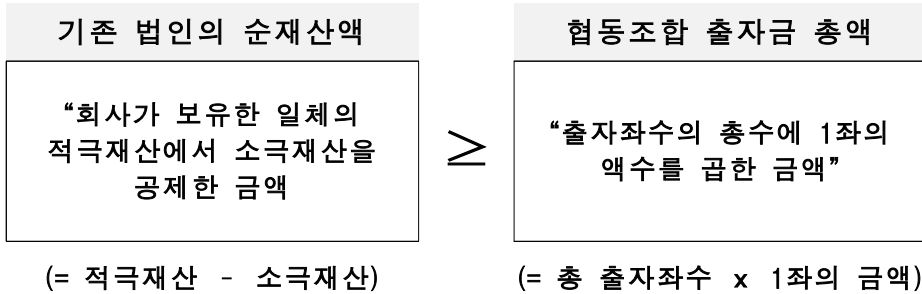 기존 법인의 순재산액
“회사가 보유한 일체의
적극재산에서 소극재산을
공제한 금액
(= 적극재산 - 소극재산)
≥
협동조합 출자금 총액
“출자좌수의 총수에 1좌의
액수를 곱한 금액”
(= 총 출자좌수 x 1좌의 금액)